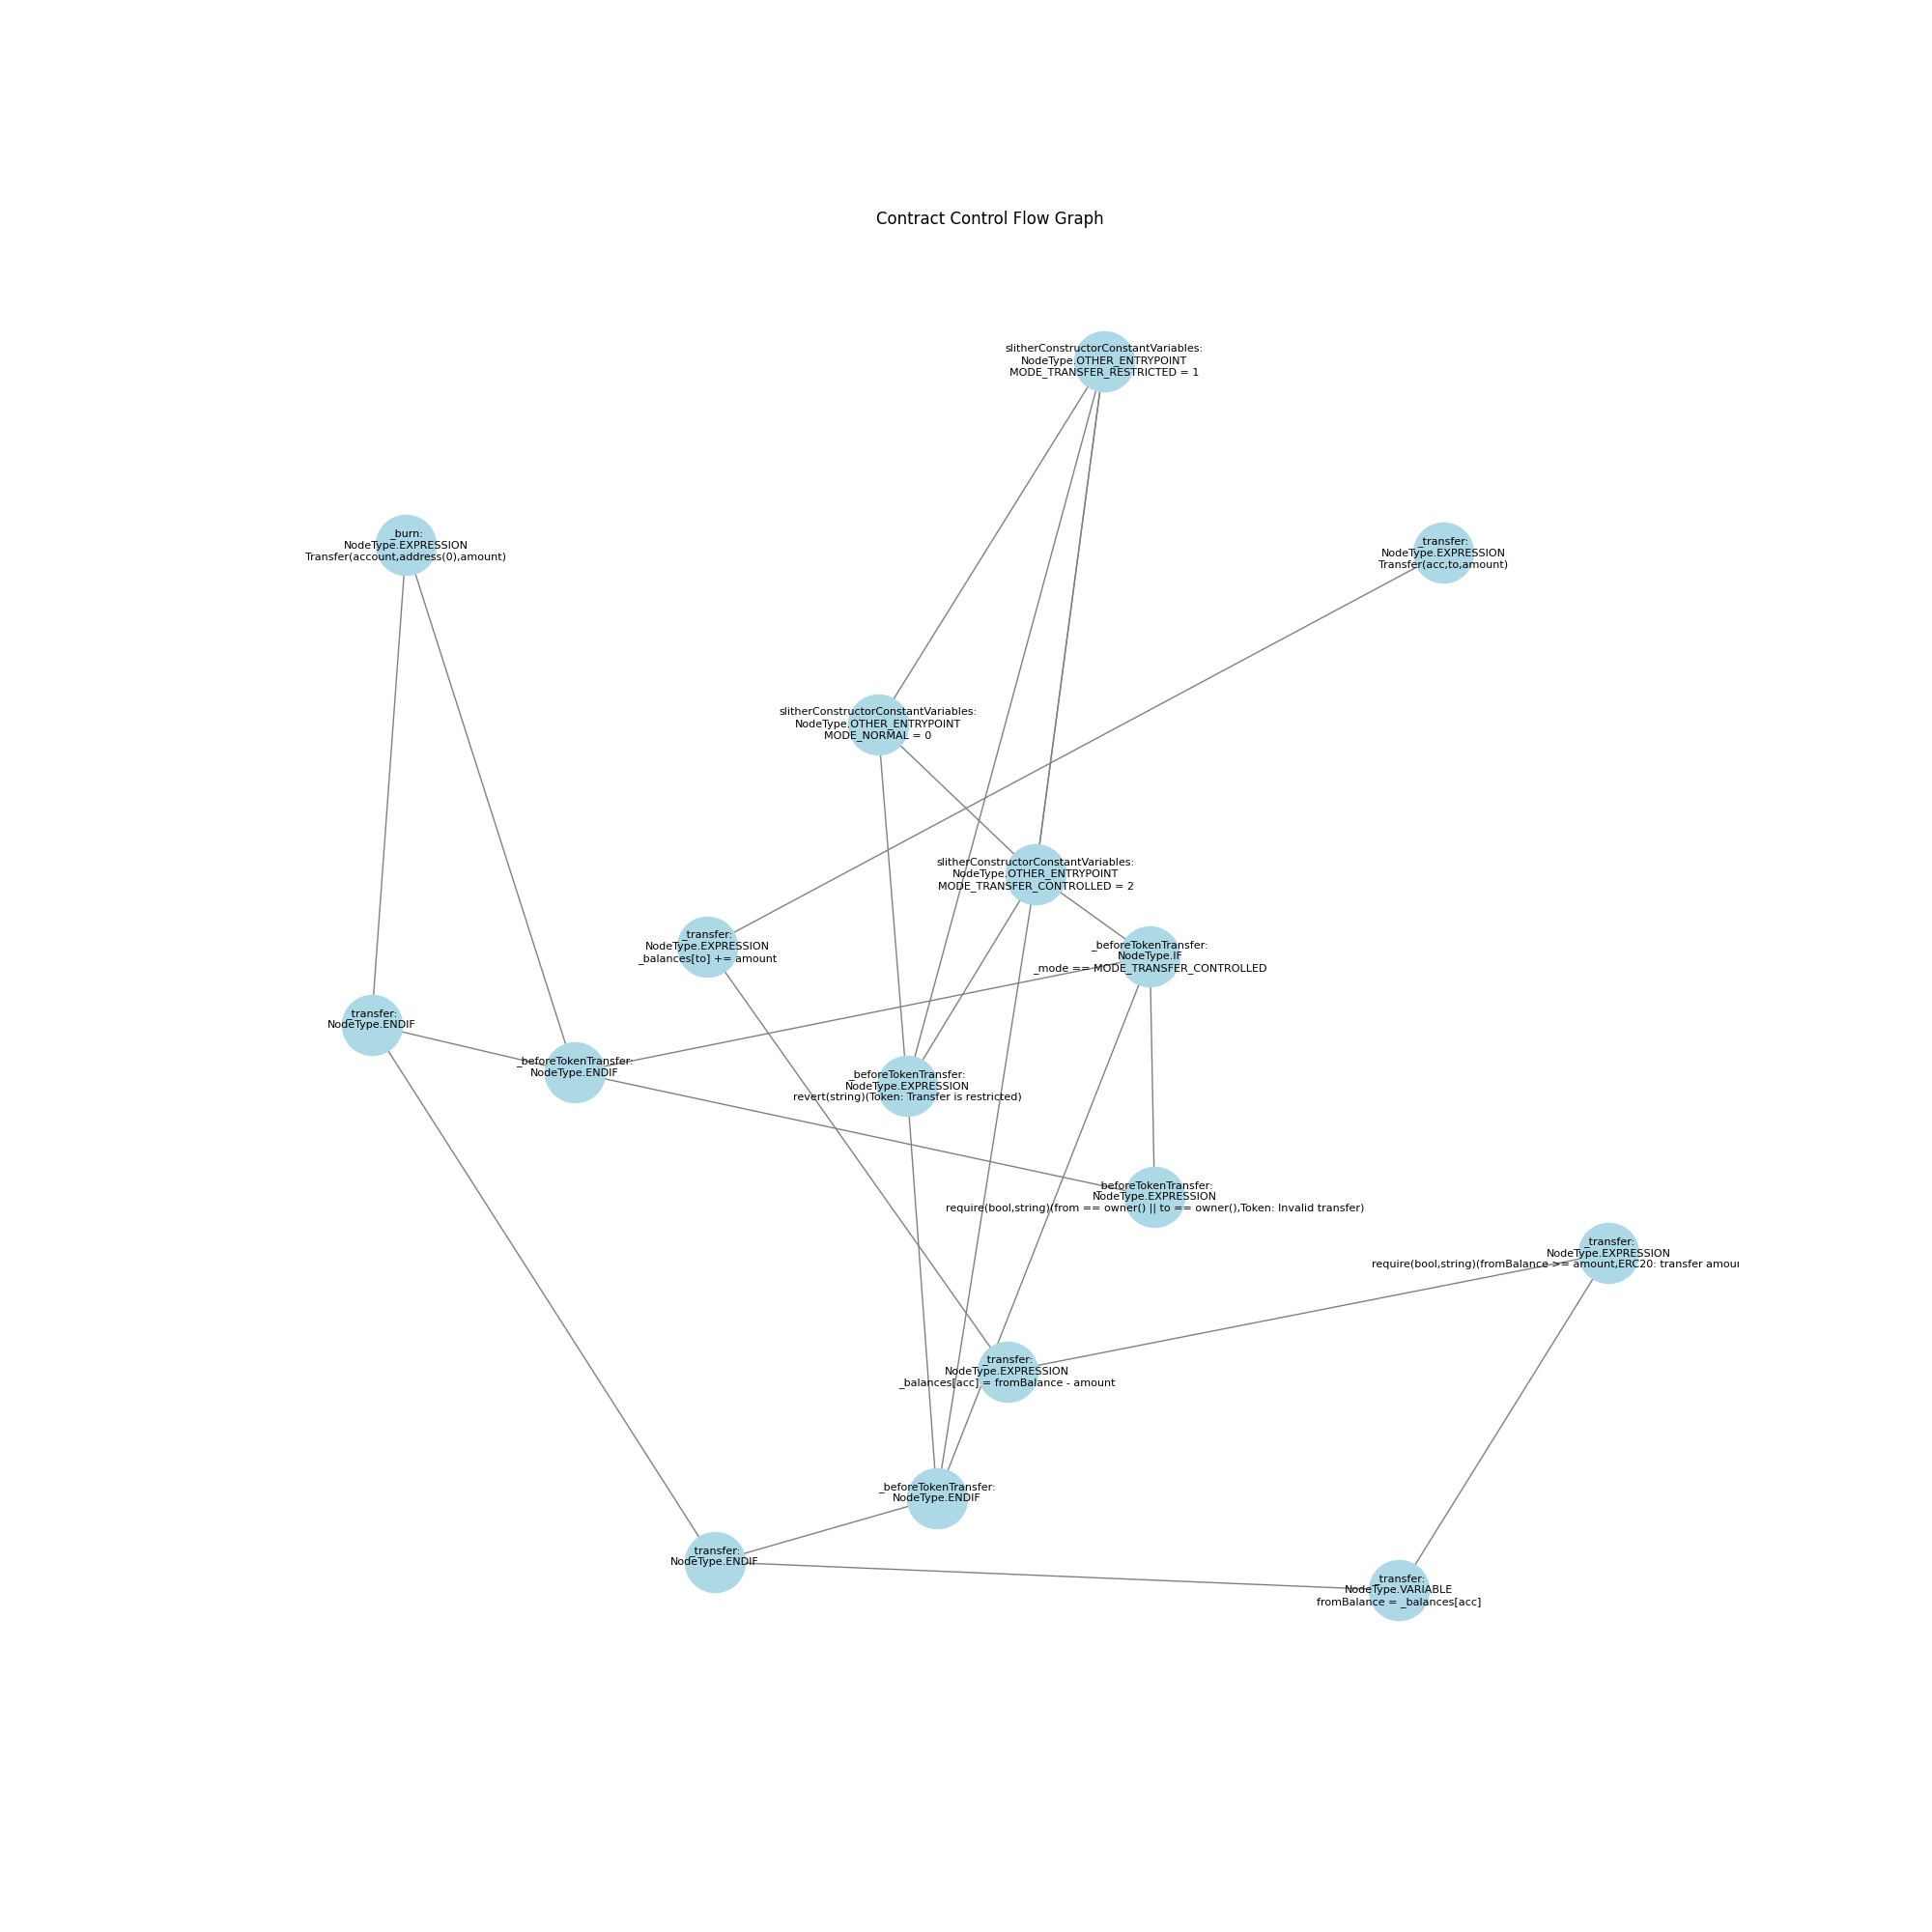 Contract Control Flow Graph
slitherConstructorConstantVariables:
NodeType.OTHER_ENTRYPOINT
MODE_TRANSFER_RESTRICTED = 1
_burn:
NodeType.EXPRESSION
Transfer(account,address(0),amount)
_transfer:
NodeType.EXPRESSION
Transfer(acc,to,amount)
slitherConstructorConstantVariables:
NodeType.OTHER_ENTRYPOINT
MODE_NORMAL = 0
slitherConstructorConstantVariables:
NodeType.OTHER_ENTRYPOINT
MODE_TRANSFER_CONTROLLED = 2
_transfer:
NodeType.EXPRESSION
_balances[to] += amount
_beforeTokenTransfer:
NodeType.IF
_mode == MODE_TRANSFER_CONTROLLED
_transfer:
NodeType.ENDIF
_beforeTokenTransfer:
NodeType.ENDIF
_beforeTokenTransfer:
NodeType.EXPRESSION
revert(string)(Token: Transfer is restricted)
_beforeTokenTransfer:
NodeType.EXPRESSION
require(bool,string)(from == owner() || to == owner(),Token: Invalid transfer)
_transfer:
NodeType.EXPRESSION
require(bool,string)(fromBalance >= amount,ERC20: transfer amou
_transfer:
NodeType.EXPRESSION
_balances[acc] = fromBalance - amount
_beforeTokenTransfer:
NodeType.ENDIF
_transfer:
NodeType.ENDIF
_transfer:
NodeType.VARIABLE
fromBalance = _balances[acc]